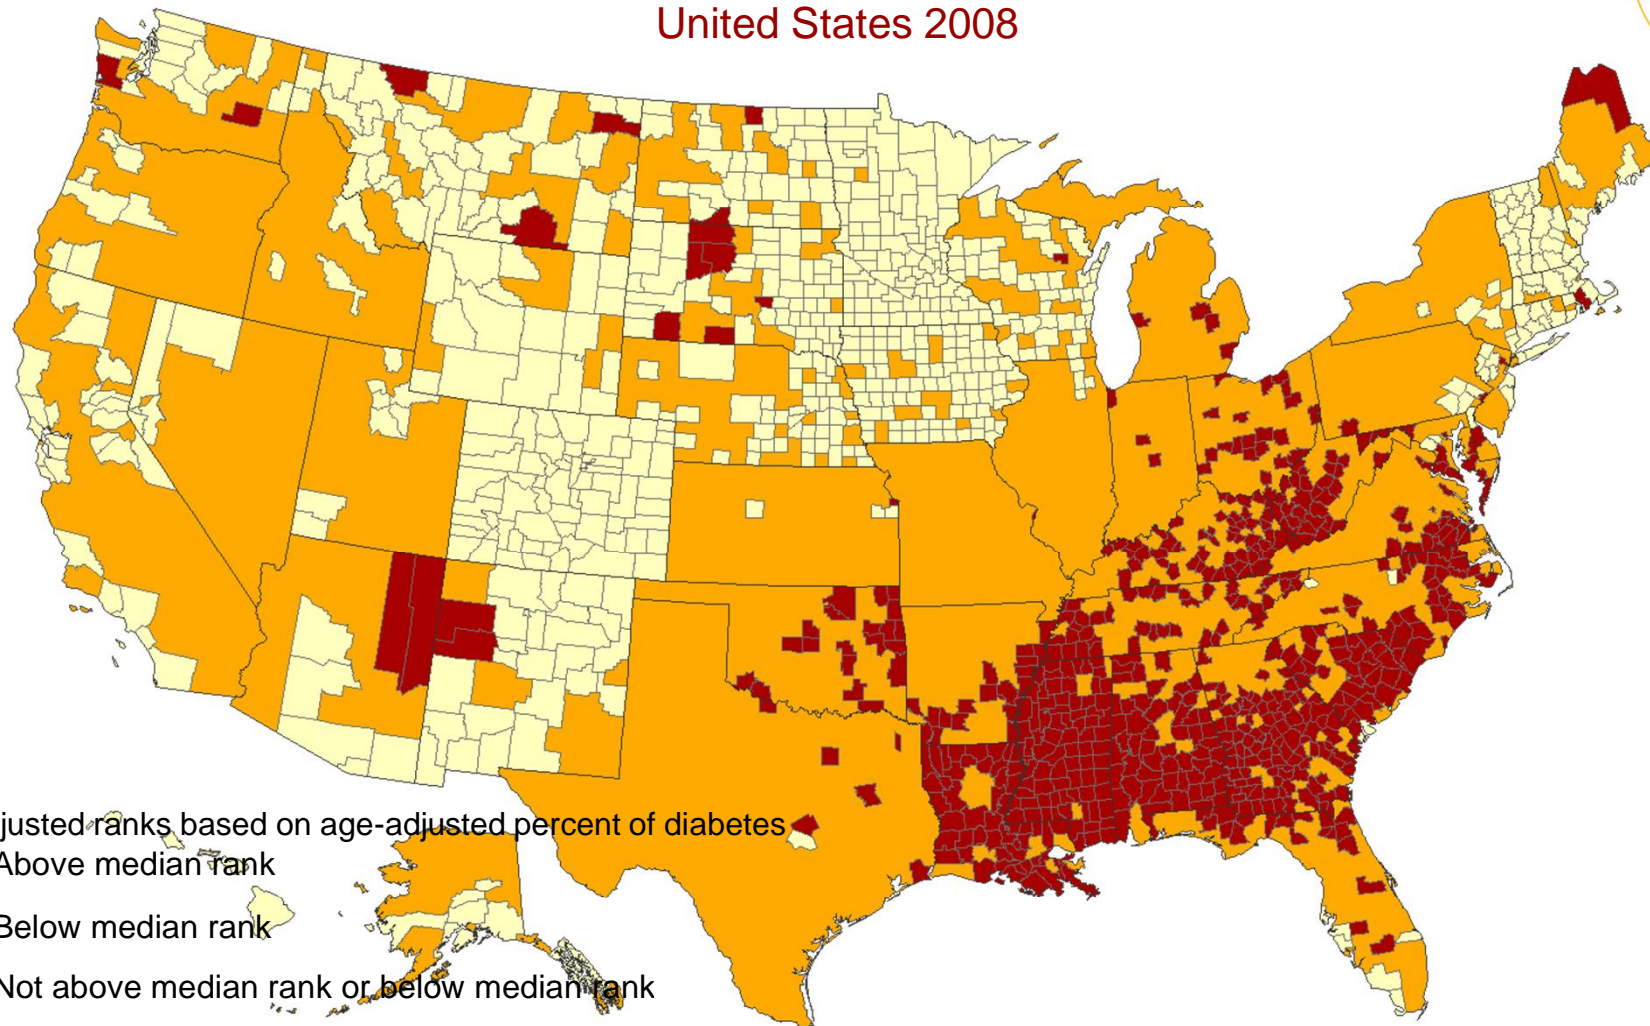 United States 2008
justed ranks based on age-adjusted percent of diabetes
Above median rank
Below median rank
Not above median rank or below median rank